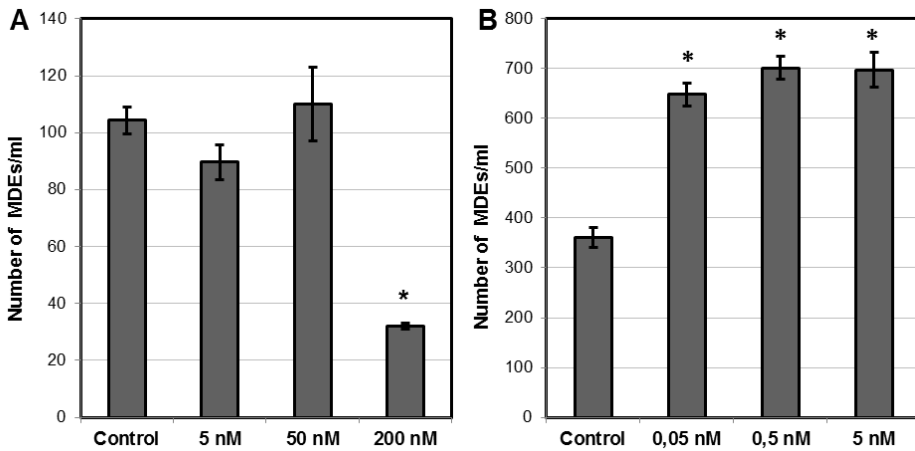 A
Number of MDEs/ml
140
120
100
80
60
40
20
0
*
Control 5 nM 50 nM 200 nM
B
Number of MDEs/ml
800
700
600
500
400
300
200
100
0
* * *
Control 0,05 nM 0,5 nM 5 nM